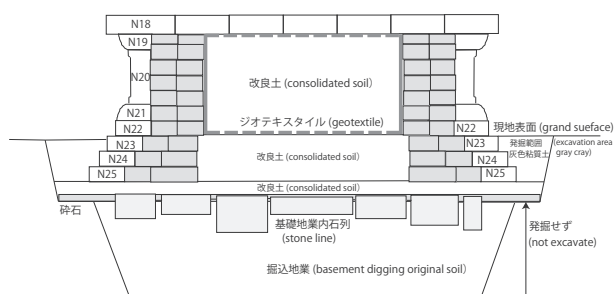 N18
N19
N20
N21
N22
N23
N24
N25
改良土 (consolidated soil)
ジオテキスタイル (geotextile)
改良土 (consolidated soil)
改良土 (consolidated soil)
N22
N23
N24
N25
現地表面 (grand sueface)
発掘範囲 (excavation area
灰色粘質土 gray cray)
砕石
基礎地業内石列
(stone line)
発掘せず
(not excavate)
掘込地業 (basement digging original soil)